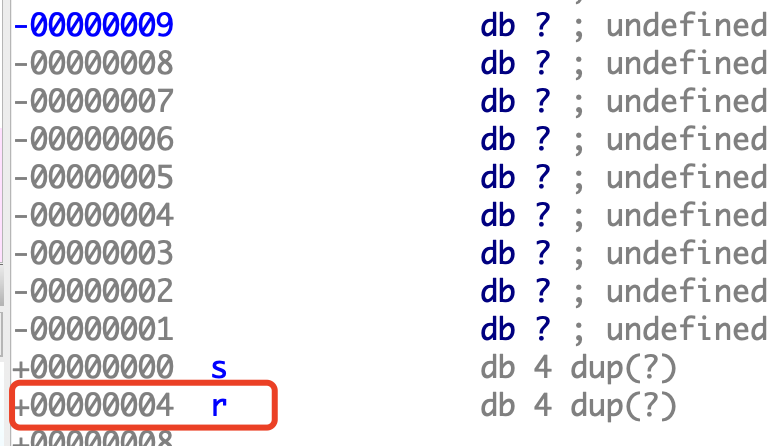 -00000009 db ? ; undefined
-00000008 db ? ; undefined
-00000007 db ? ; undefined
-00000006 db ? ; undefined
-00000005 db ? ; undefined
-00000004 db ? ; undefined
-00000003 db ? ; undefined
-00000002 db ? ; undefined
-00000001 db ? ; undefined
+00000000 s db 4 dup(?)
+00000004 r db 4 dup(?)
+00000008